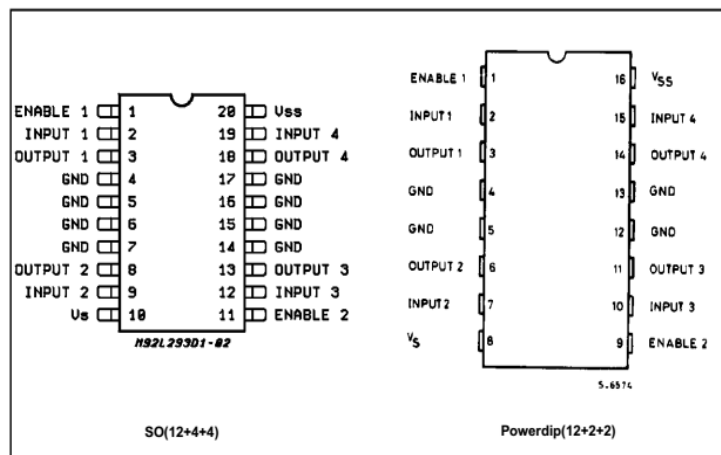 ENABLE 1 1 20 Vss
INPUT 1 2 19 INPUT 4
OUTPUT 1 3 18 OUTPUT 4
GND 4 17 GND
GND 5 16 GND
GND 6 15 GND
GND 7 14 GND
OUTPUT 2 8 13 OUTPUT 3
INPUT 2 9 12 INPUT 3
Vs 10 11 ENABLE 2
M92L293D1-02
SO(12+4+4)
ENABLE 1 1 16 VSS
INPUT1 2 15 INPUT 4
OUTPUT 1 3 14 OUTPUT 4
GND 4 13 GND
GND 5 12 GND
OUTPUT 2 6 11 OUTPUT 3
INPUT2 7 10 INPUT 3
VS 8 9 ENABLE 2
5.6574
Powerdip(12+2+2)